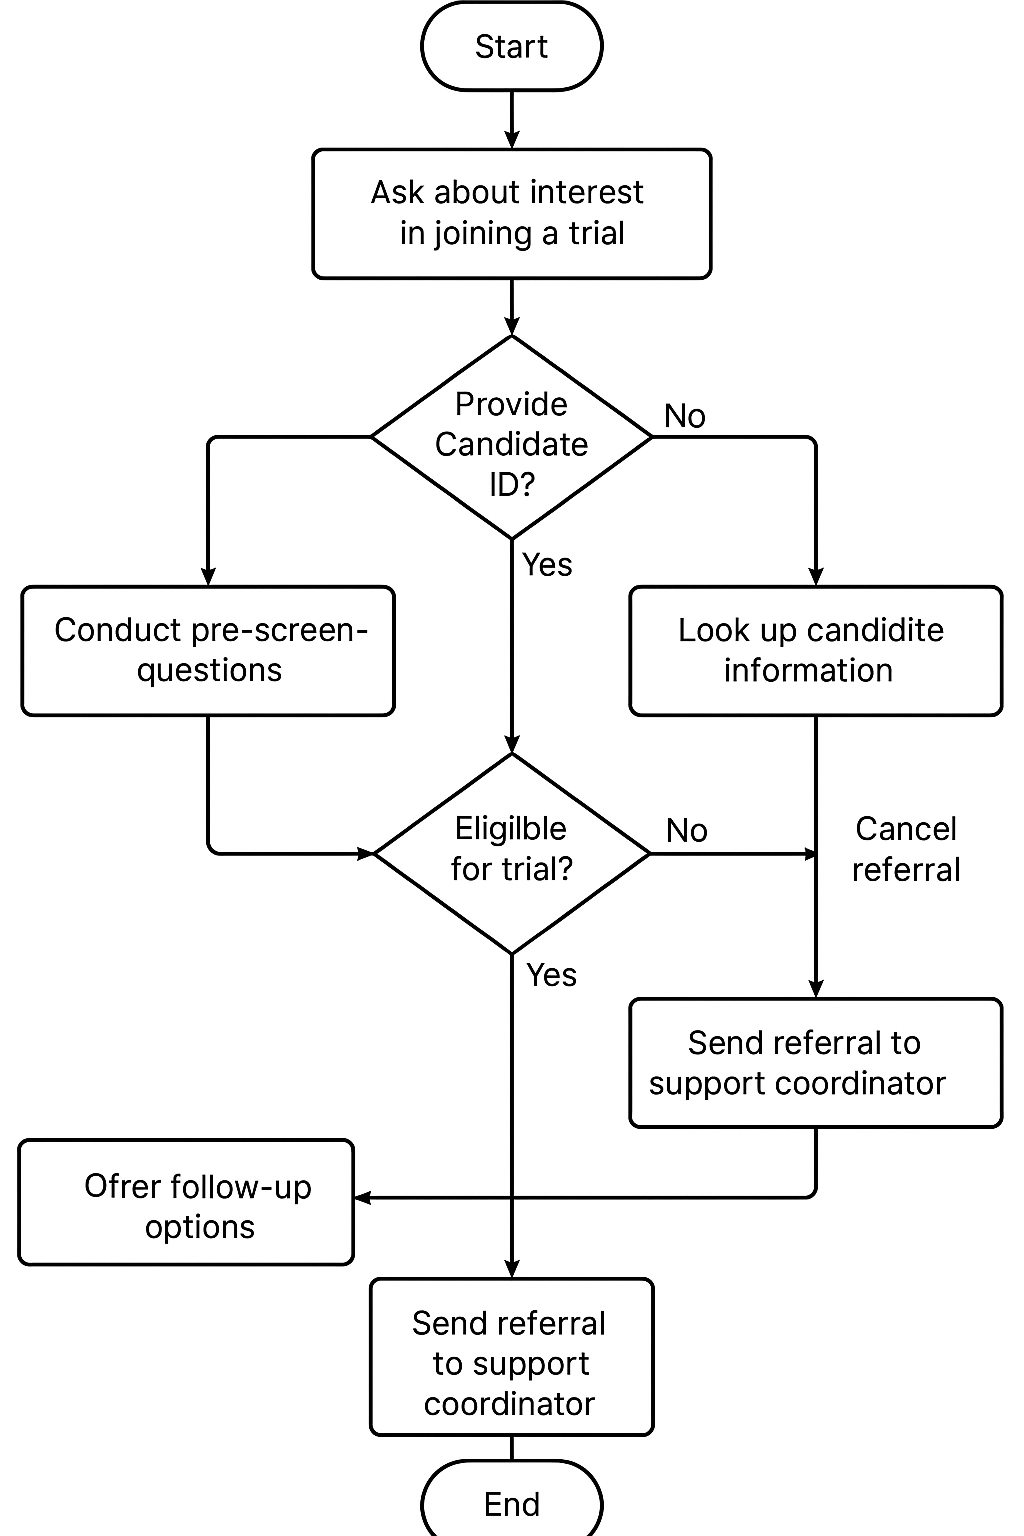 Start
Ask about interest
in joining a trial
Provide
Candidate
ID?
No
Yes
Conduct pre-screen-
questions
Look up candidite
information
Eligilble
for trial?
No
Cancel
referral
Yes
Send referral to
support coordinator
Ofrer follow-up
options
Send referral
to support
coordinator
End